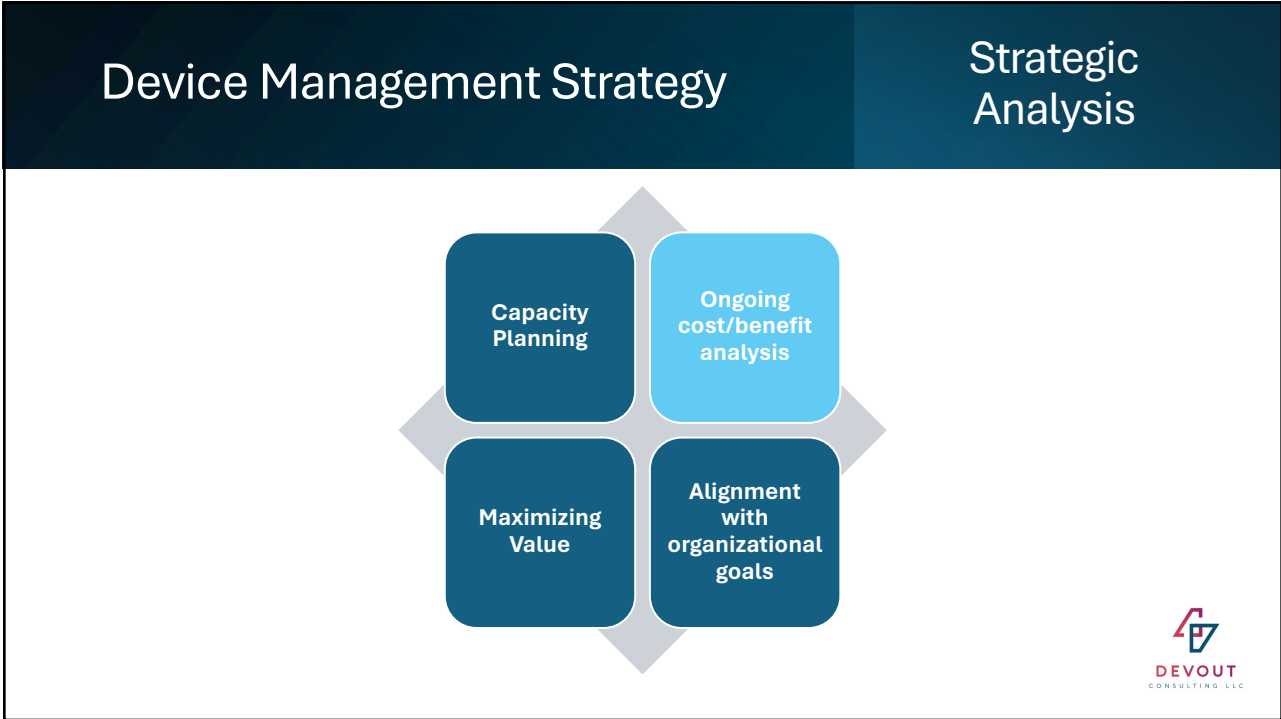 Device Management Strategy
Strategic
Analysis
Capacity
Planning
Ongoing
cost/benefit
analysis
Maximizing
Value
Alignment
with
organizational
goals
DEVOUT
CONSULTING LLC